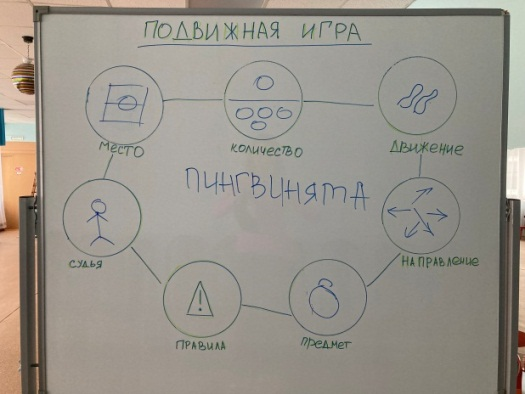 ПОДВИЖНАЯ ИГРА
МЕСТО
КОЛИЧЕСТВО
ДВИЖЕНИЕ
ПИНГВИНЯТА
СУДЬЯ
НАПРАВЛЕНИЕ
ПРАВИЛА
ПРЕДМЕТ